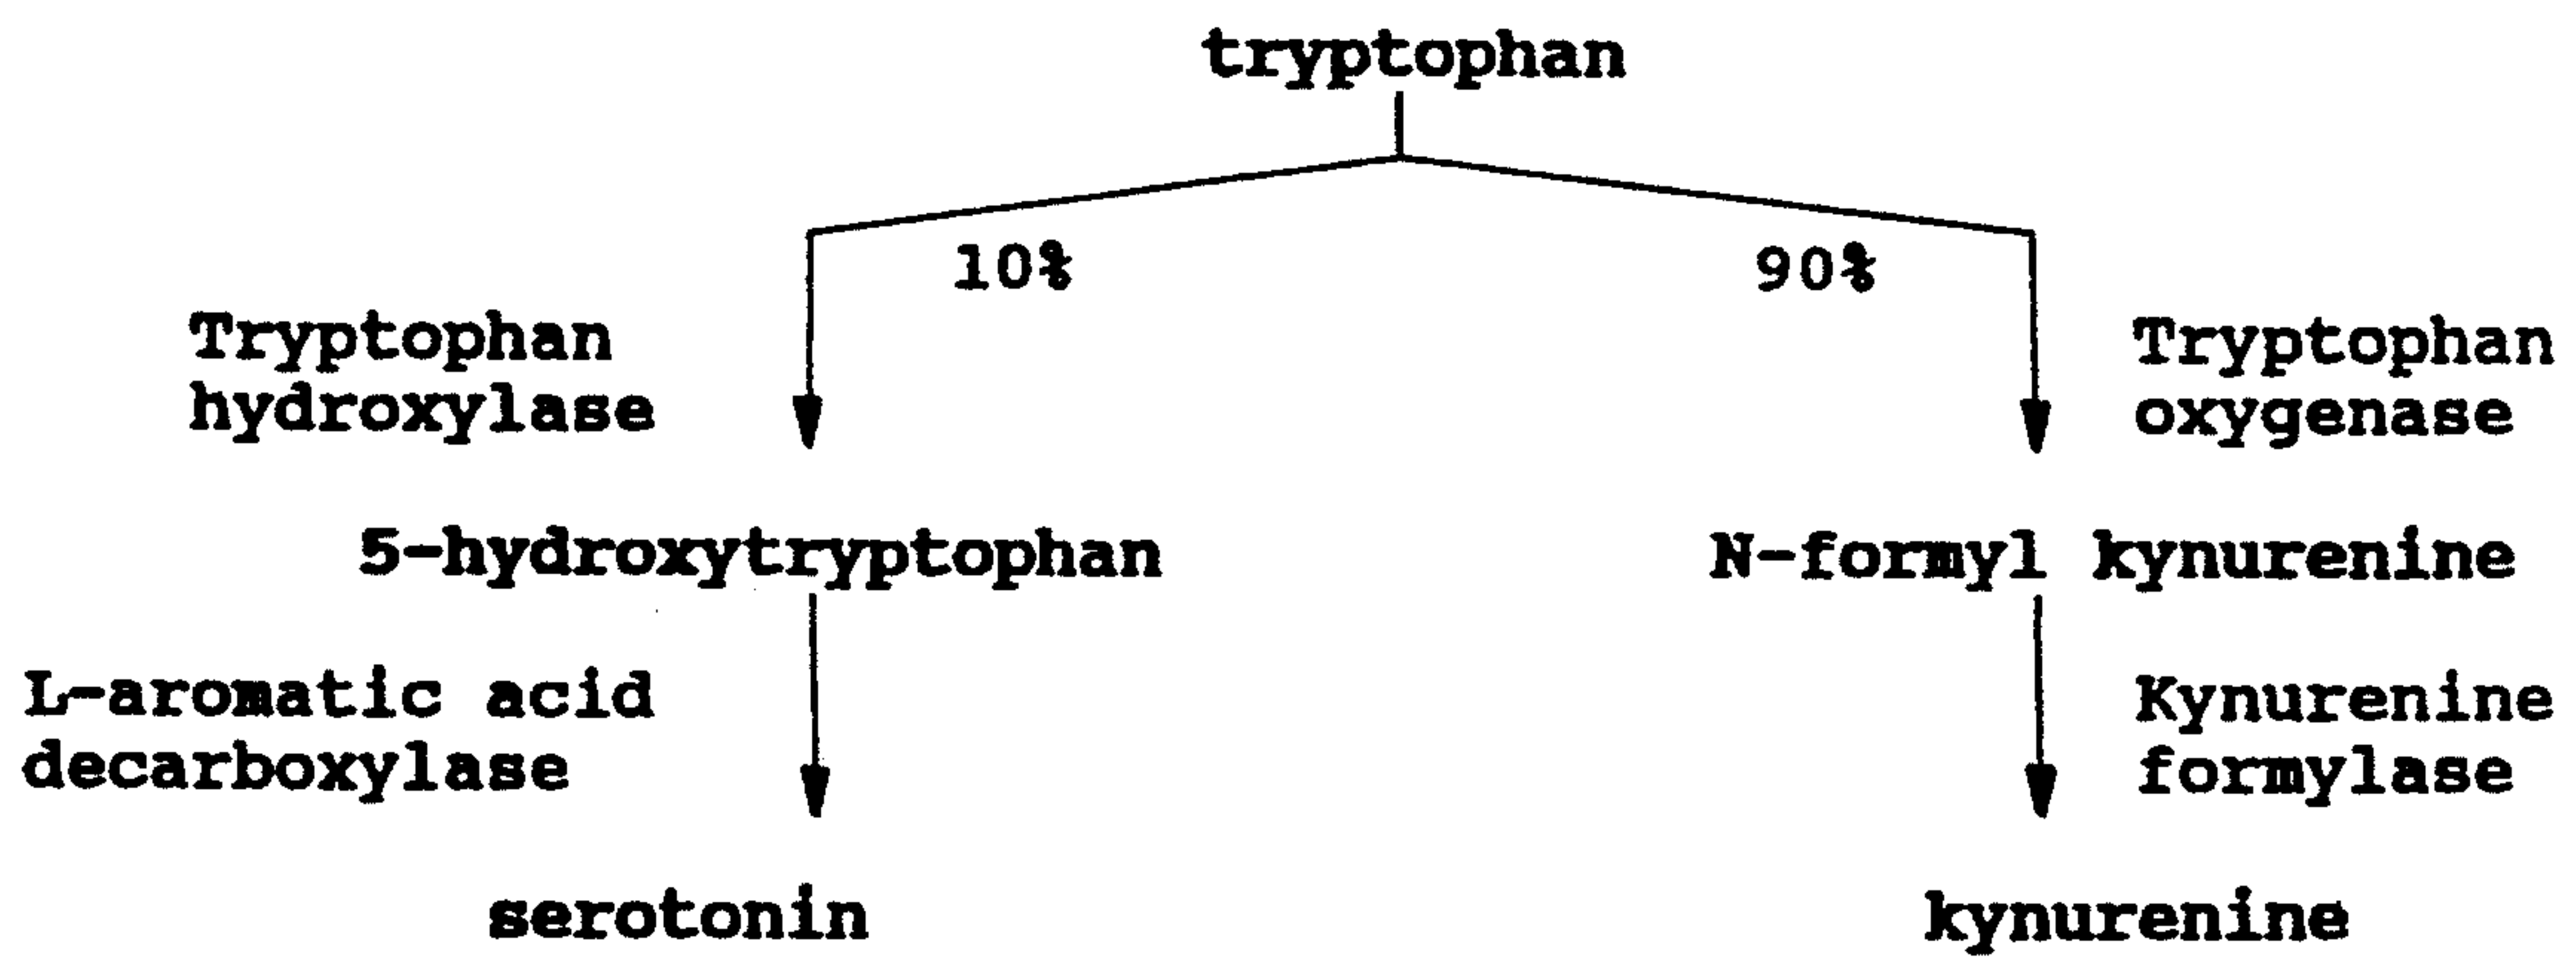 tryptophan
10%
90%
Tryptophan
hydroxylase
Tryptophan
oxygenase
5-hydroxytryptophan
N-formyl kynurenine
L-aromatic acid
decarboxylase
Kynurenine
formylase
serotonin
kynurenine